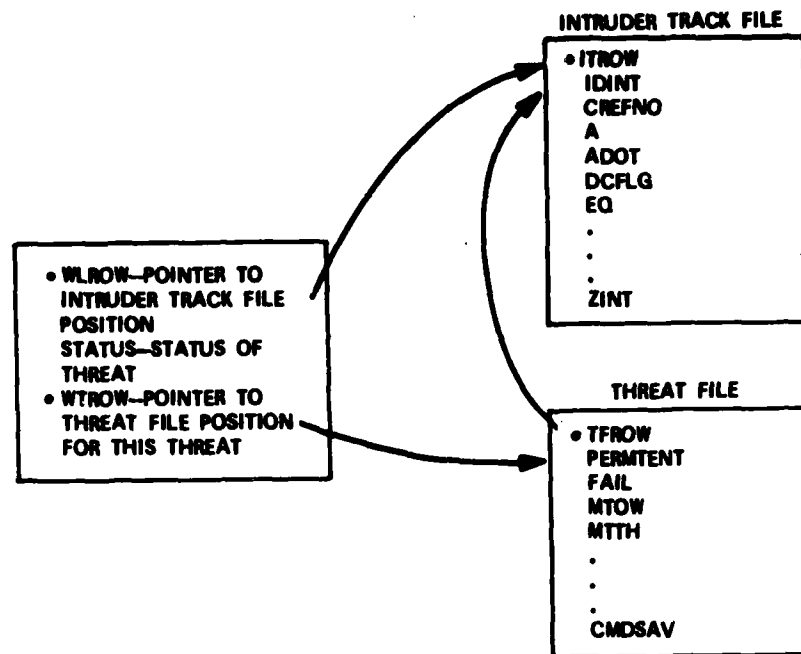 INTRUDER TRACK FILE
• ITROW
IDINT
CREFNO
A
ADOT
DCFLG
EQ
.
.
.
ZINT
• WLROW—POINTER TO
INTRUDER TRACK FILE
POSITION
STATUS—STATUS OF
THREAT
• WTROW—POINTER TO
THREAT FILE POSITION
FOR THIS THREAT
THREAT FILE
• TFROW
PERMTENT
FAIL
MTOW
MTTH
.
.
.
CMDSAV